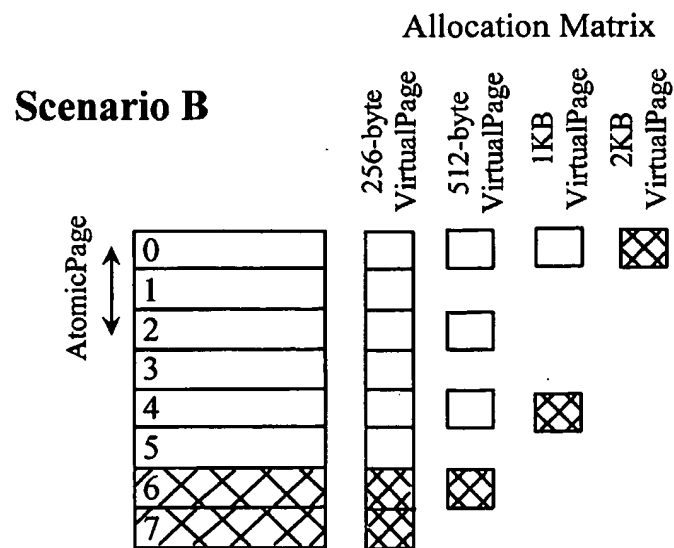 Allocation Matrix
Scenario B
256-byte
VirtualPage
512-byte
VirtualPage
1KB
VirtualPage
2KB
VirtualPage
AtomicPage
0
1
2
3
4
5
6
7